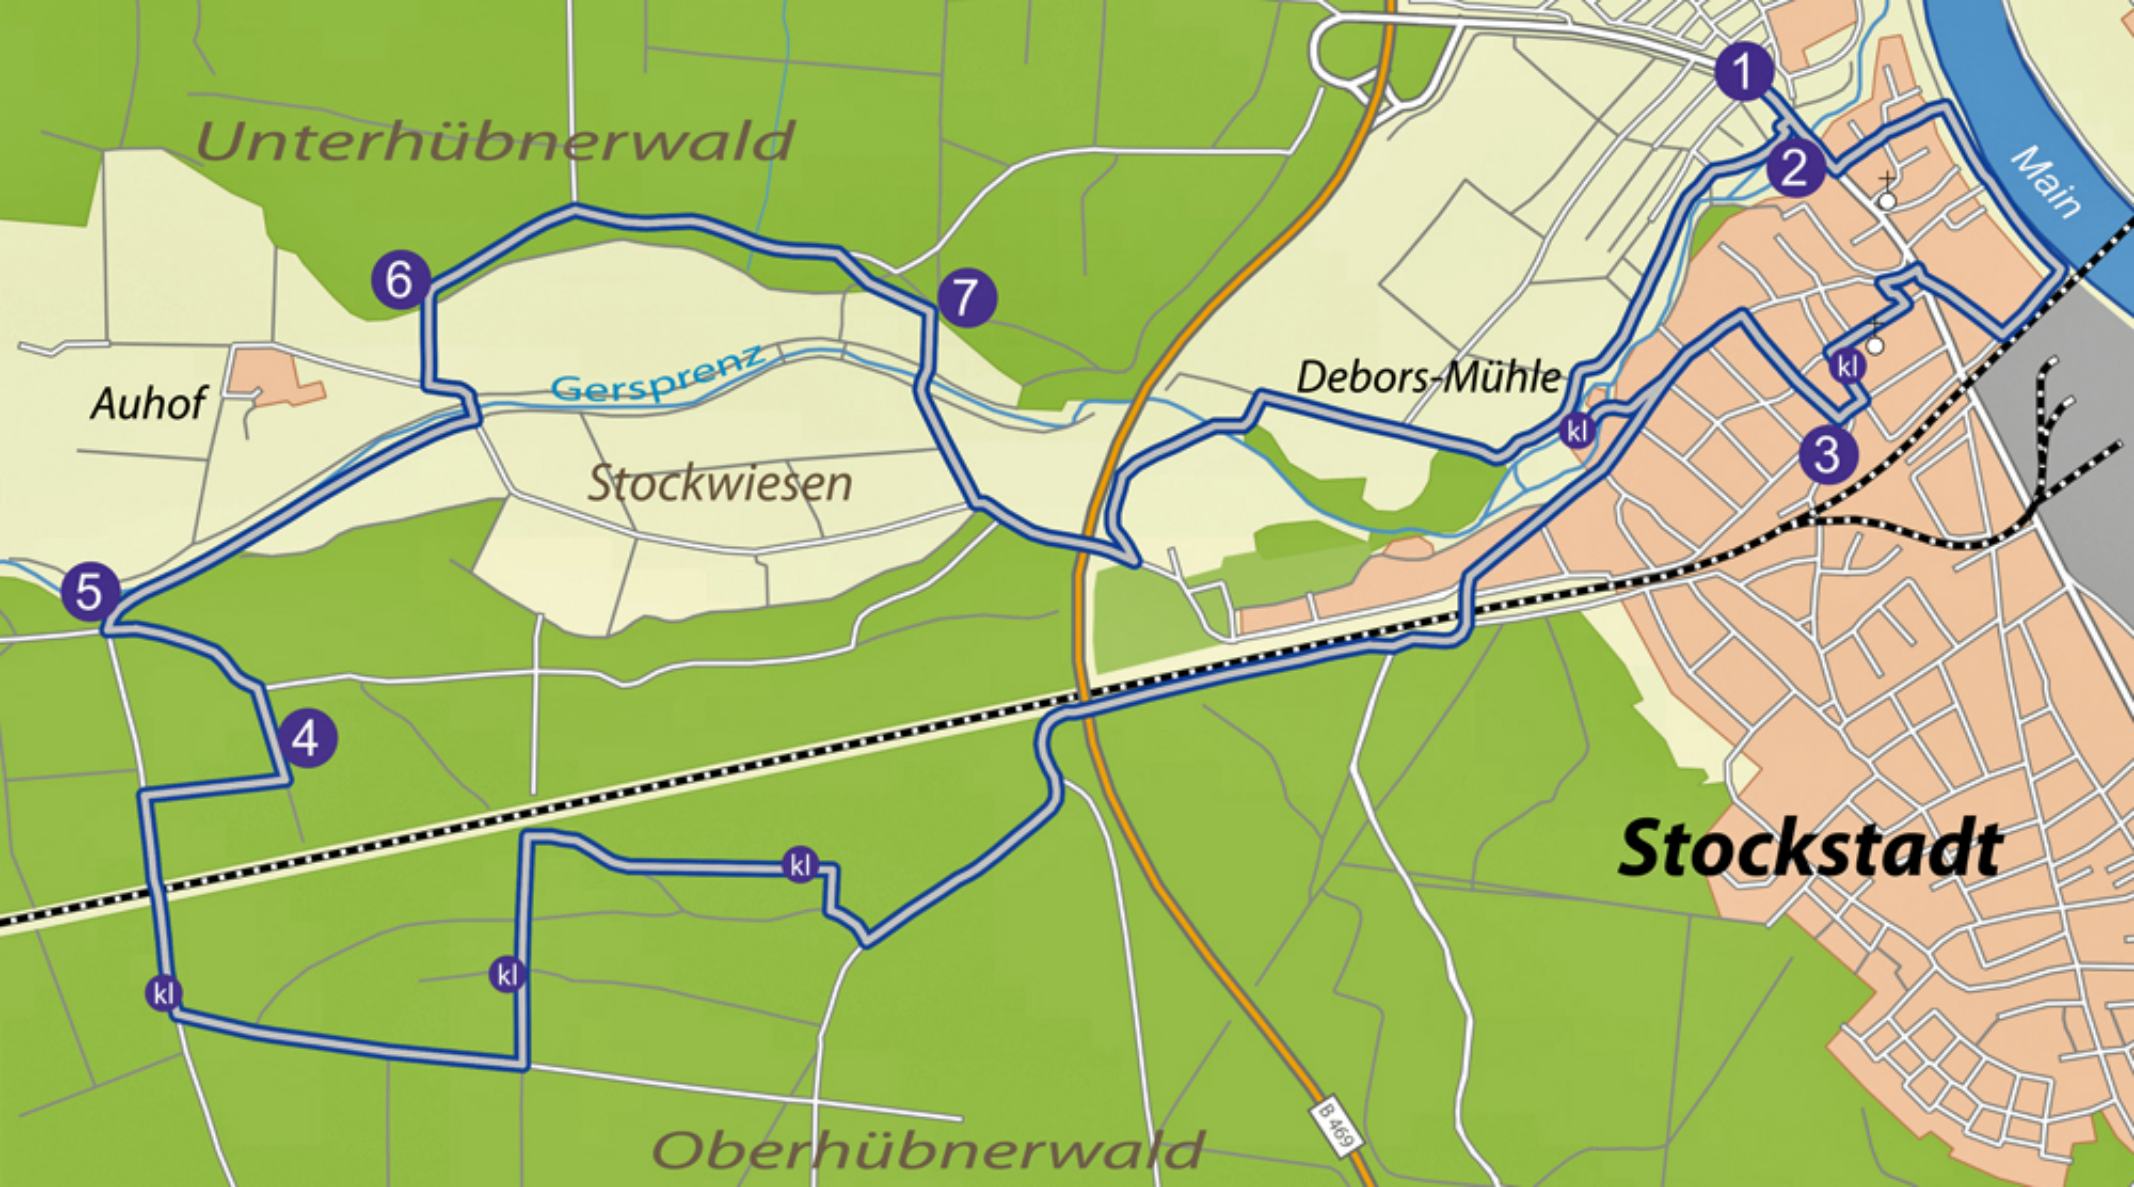 1
Unterhübnerwald
2
Main
6
7
kl
Gersprenz
Debors-Mühle
Auhof
kl
3
Stockwiesen
5
4
Stockstadt
kl
kl
kl
B 469
Oberhübnerwald